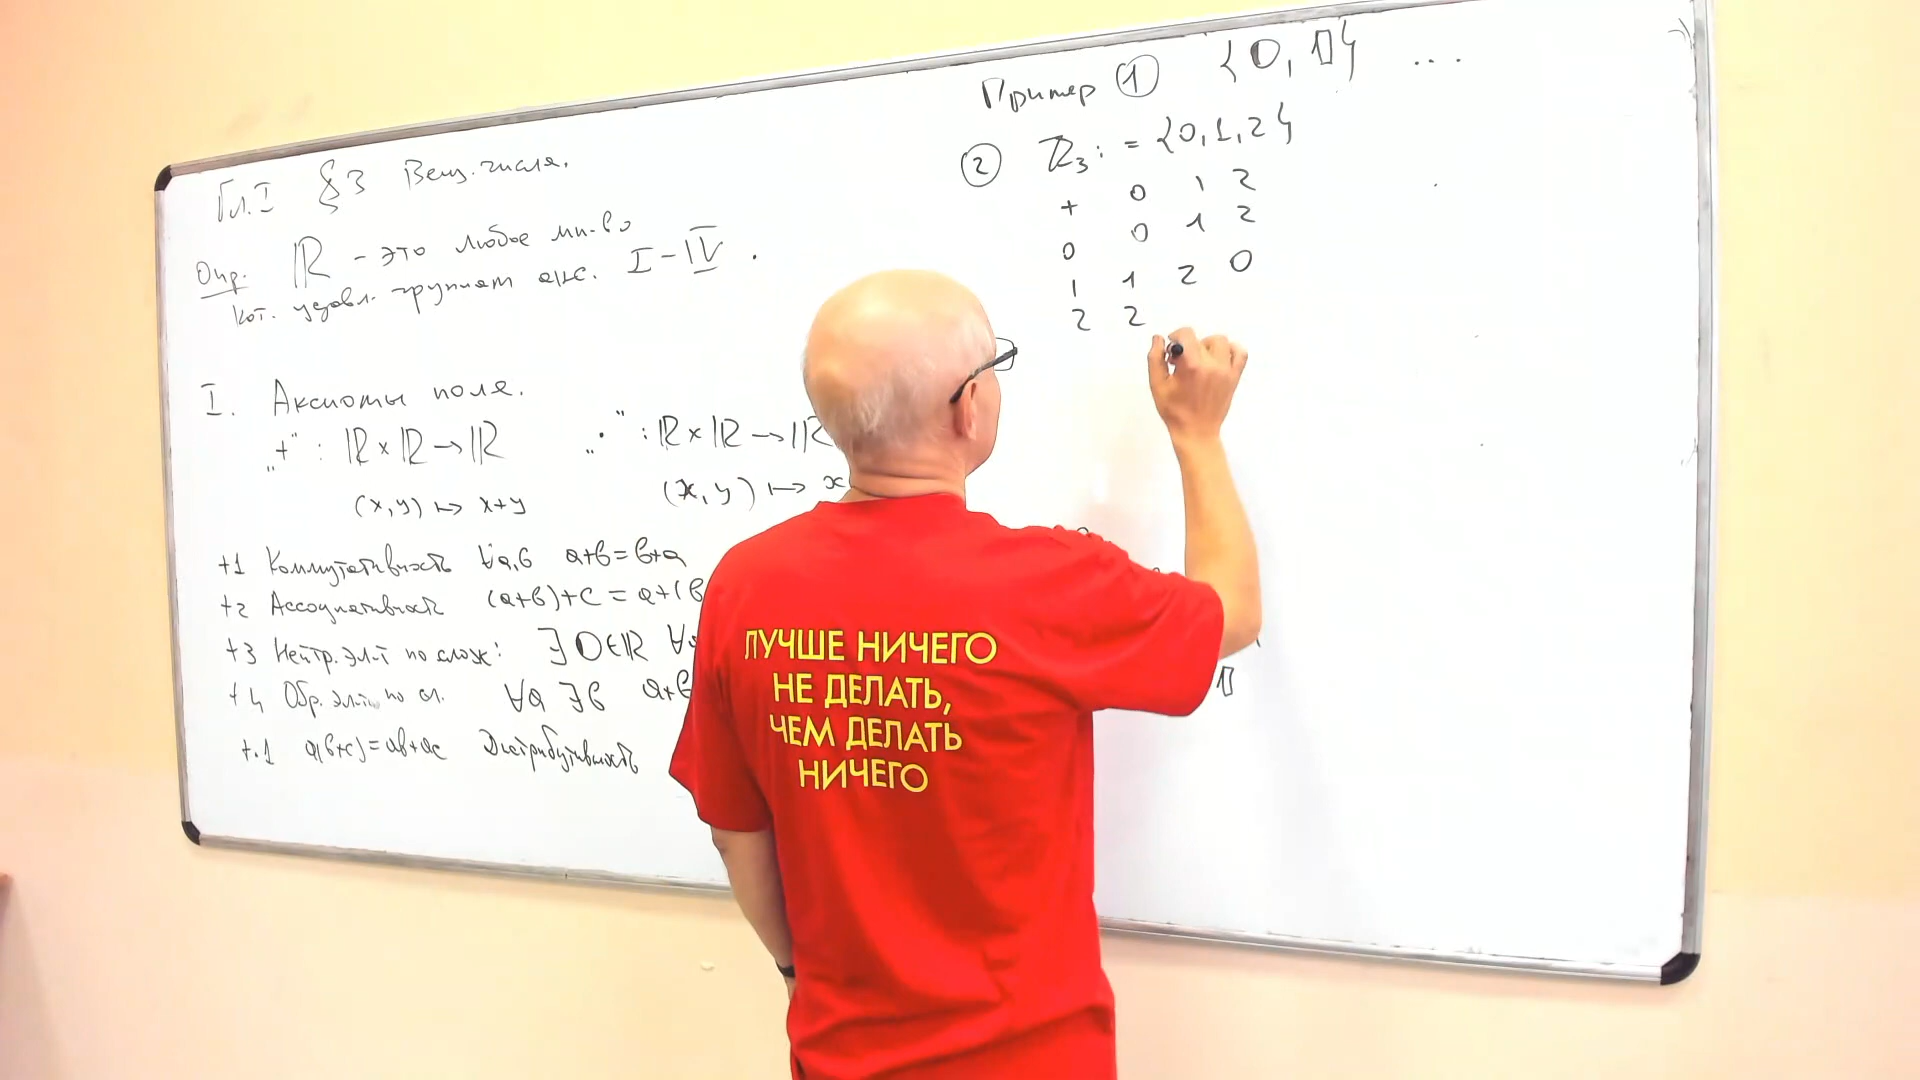 Гл. I § 3 Вещ. числа.
Опр. ℝ – это любое мн-во
кот. удовл. группам акс. I – IV.
I. Аксиомы поля.
„+" : ℝ×ℝ→ℝ „·" : ℝ×ℝ→ℝ
(x,y) ↦ x+y (x,y) ↦ x
+1 Коммутативность ∀a,b a+b=b+a
+2 Ассоциативность (a+b)+c = a+(b
+3 Нейтр. эл-т по слож: ∃ 0∈ℝ ∀a
+4 Обр. эл-т по сл. ∀a ∃b a+b
+·1 a(b+c)=ab+ac Дистрибутивность
Пример ① {0, 1} ...
② ℤ₃ := {0,1,2}
+ 0 1 2
0 0 1 2
1 1 2 0
2 2
1
ЛУЧШЕ НИЧЕГО
НЕ ДЕЛАТЬ,
ЧЕМ ДЕЛАТЬ
НИЧЕГО